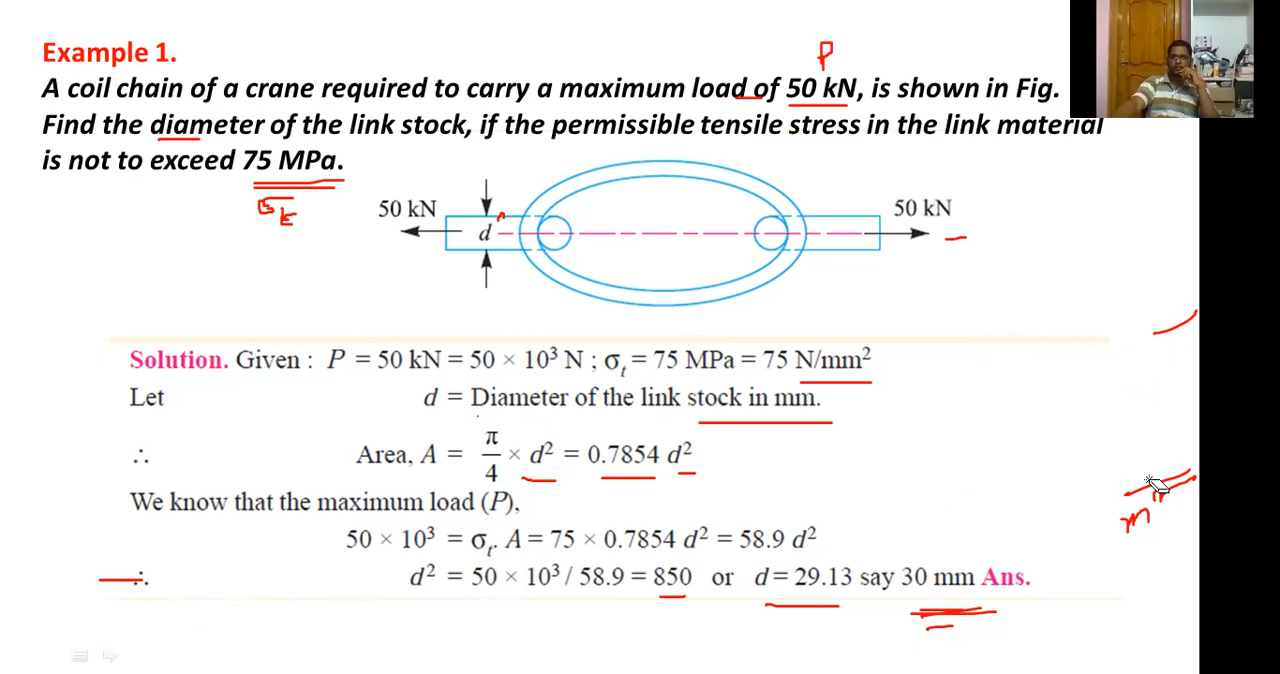 Example 1.
P
A coil chain of a crane required to carry a maximum load of 50 kN, is shown in Fig.
Find the diameter of the link stock, if the permissible tensile stress in the link material
is not to exceed 75 MPa.
σt
50 kN
50 kN
d
Solution. Given : P = 50 kN = 50 × 10³ N ; σt = 75 MPa = 75 N/mm²
Let d = Diameter of the link stock in mm.
∴ Area, A = π/4 × d² = 0.7854 d²
We know that the maximum load (P),
50 × 10³ = σt. A = 75 × 0.7854 d² = 58.9 d²
∴ d² = 50 × 10³ / 58.9 = 850 or d = 29.13 say 30 mm Ans.